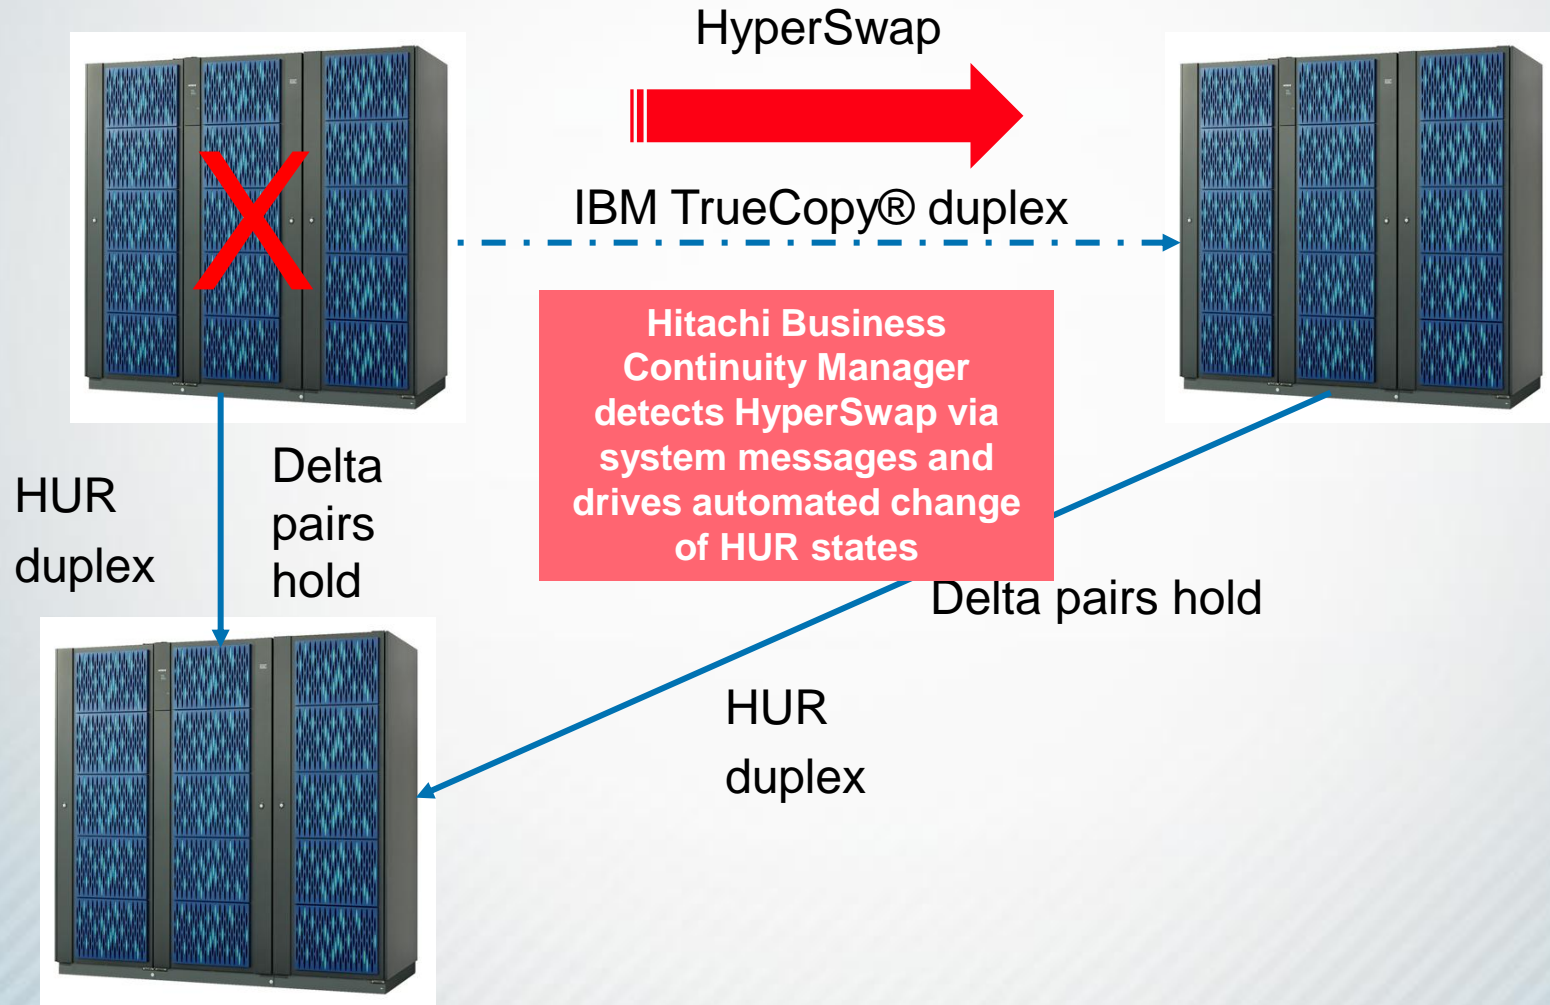 HyperSwap
IBM TrueCopy® duplex
X
Hitachi Business
Continuity Manager
detects HyperSwap via
system messages and
drives automated change
of HUR states
HUR
duplex
Delta
pairs
hold
Delta pairs hold
HUR
duplex